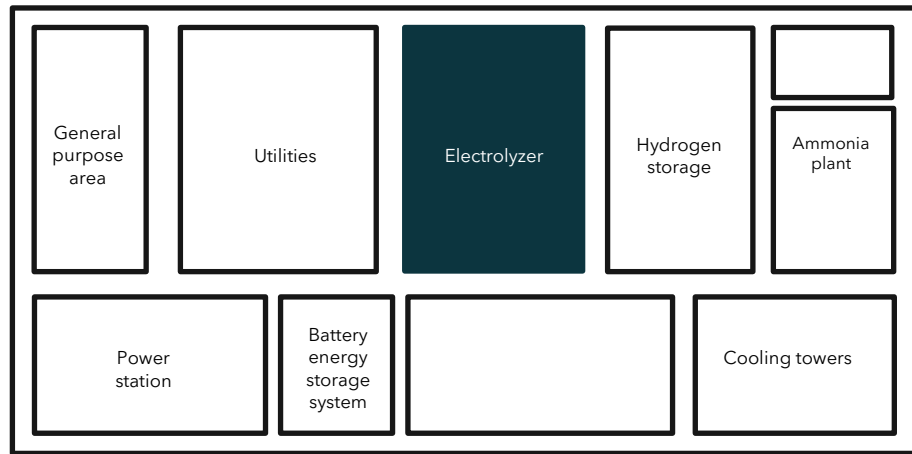 General
purpose
area
Utilities
Electrolyzer
Hydrogen
storage
Ammonia
plant
Power
station
Battery
energy
storage
system
Cooling towers